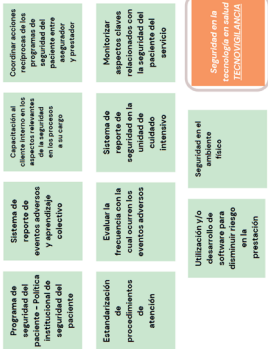 Programa de
seguridad del
paciente - Política
institucional de
seguridad del
paciente
Sistema de
reporte de
eventos adversos
y aprendizaje
colectivo
Capacitación al
cliente interno en los
aspectos relevantes
de la seguridad
en los procesos
a su cargo
Coordinar acciones
recíprocas de los
programas de
seguridad del
paciente entre
asegurador
y prestador
Estandarización
de
procedimientos
de
atención
Evaluar la
frecuencia con la
cual ocurren los
eventos adversos
Sistema de
reporte de
seguridad en la
unidad de
cuidado
intensivo
Monitorizar
aspectos claves
relacionados con
la seguridad del
paciente del
servicio
Utilización y/o
desarrollo de
software para
disminuir riesgo
en la
prestación
Seguridad en el
ambiente
físico
Seguridad en la
tecnología en salud
TECNOVIGILANCIA